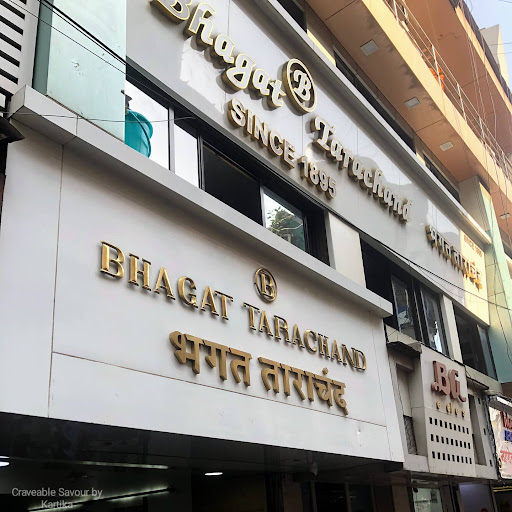 Bhagat B Tarachand
SINCE 1895
B
BHAGAT TARACHAND
भगत ताराचंद
BG
Craveable Savour by
Kartika